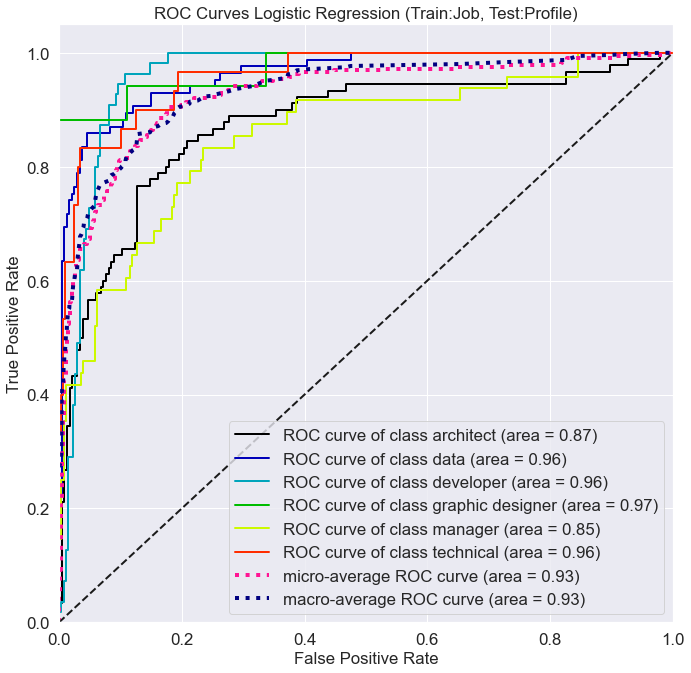 ROC Curves Logistic Regression (Train:Job, Test:Profile)
True Positive Rate
1.0
0.8
0.6
0.4
0.2
0.0
ROC curve of class architect (area = 0.87)
ROC curve of class data (area = 0.96)
ROC curve of class developer (area = 0.96)
ROC curve of class graphic designer (area = 0.97)
ROC curve of class manager (area = 0.85)
ROC curve of class technical (area = 0.96)
micro-average ROC curve (area = 0.93)
macro-average ROC curve (area = 0.93)
0.0 0.2 0.4 0.6 0.8 1.0
False Positive Rate